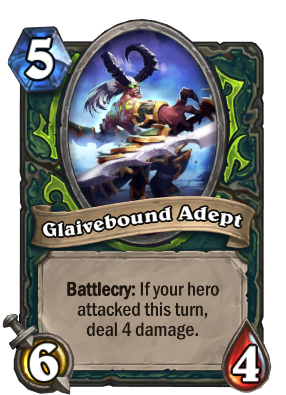 5
Glaivebound Adept
Battlecry: If your hero
attacked this turn,
deal 4 damage.
6 4